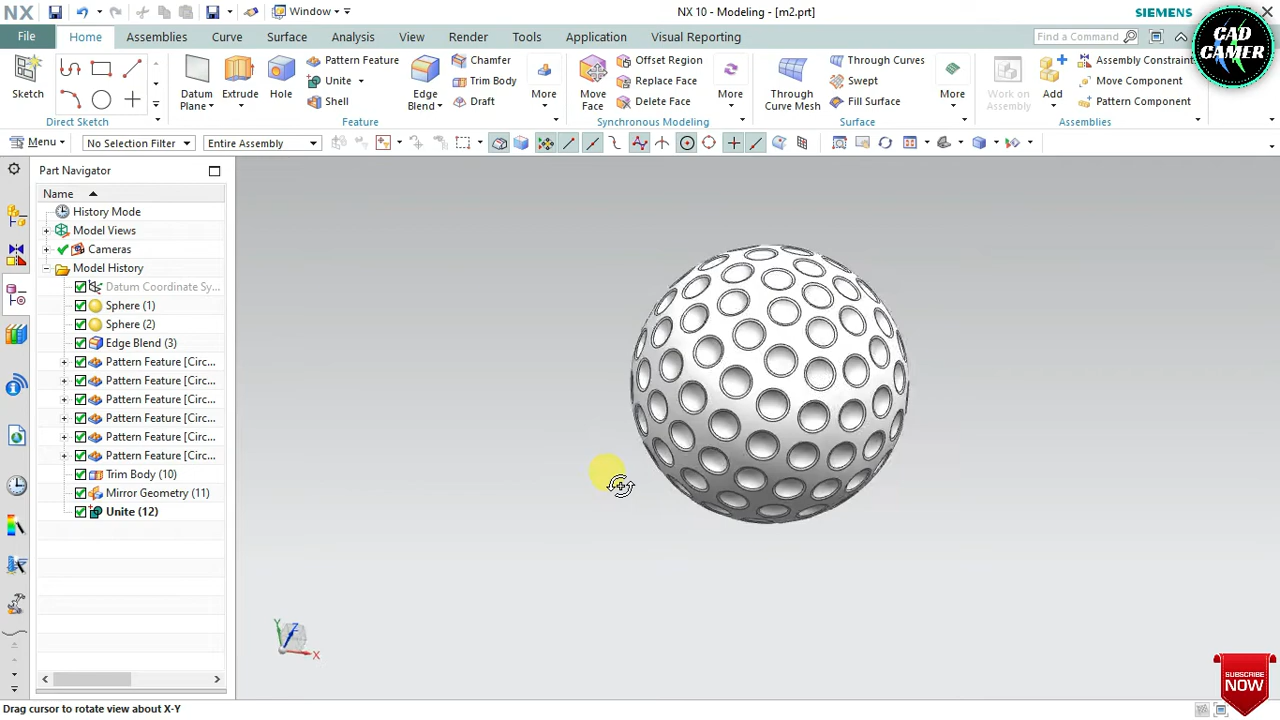 NX
Window
NX 10 - Modeling - [m2.prt]
SIEMENS
CAD
GAMER
File
Home
Assemblies
Curve
Surface
Analysis
View
Render
Tools
Application
Visual Reporting
Find a Command
Sketch
Direct Sketch
Datum
Plane
Extrude
Hole
Pattern Feature
Unite
Shell
Edge
Blend
Chamfer
Trim Body
Draft
More
Feature
Move
Face
Offset Region
Replace Face
Delete Face
More
Synchronous Modeling
Through
Curve Mesh
Through Curves
Swept
Fill Surface
More
Surface
Work on
Assembly
Add
Assembly Constraints
Move Component
Pattern Component
Assemblies
Menu
No Selection Filter
Entire Assembly
Part Navigator
Name
History Mode
Model Views
Cameras
Model History
Datum Coordinate Sy...
Sphere (1)
Sphere (2)
Edge Blend (3)
Pattern Feature [Circ...
Pattern Feature [Circ...
Pattern Feature [Circ...
Pattern Feature [Circ...
Pattern Feature [Circ...
Pattern Feature [Circ...
Trim Body (10)
Mirror Geometry (11)
Unite (12)
Y
Z
X
SUBSCRIBE
NOW
Drag cursor to rotate view about X-Y